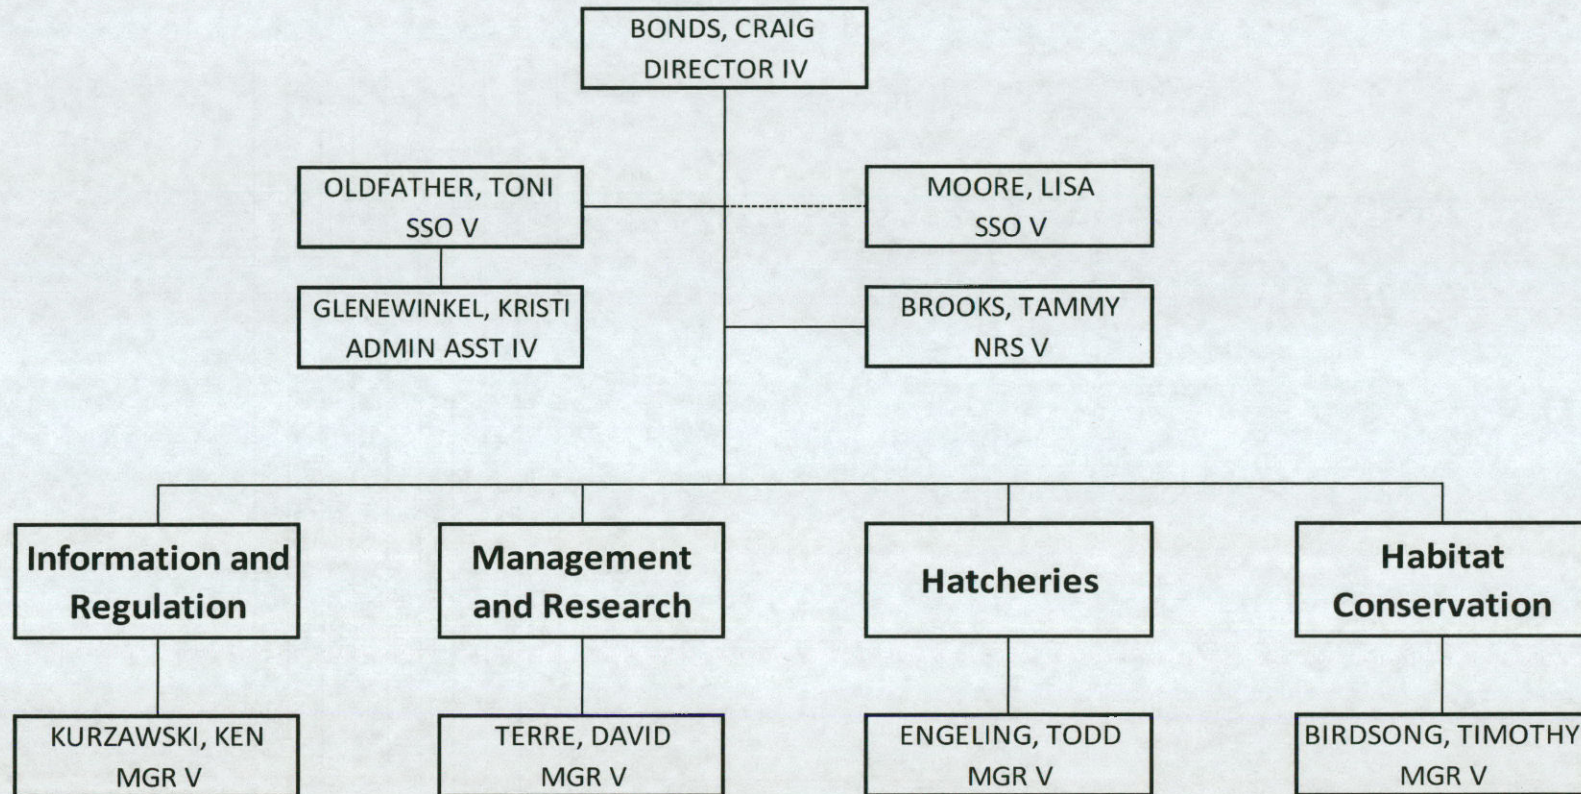 BONDS, CRAIG
DIRECTOR IV
OLDFATHER, TONI
SSO V
MOORE, LISA
SSO V
GLENEWINKEL, KRISTI
ADMIN ASST IV
BROOKS, TAMMY
NRS V
Information and
Regulation
Management
and Research
Hatcheries
Habitat
Conservation
KURZAWSKI, KEN
MGR V
TERRE, DAVID
MGR V
ENGELING, TODD
MGR V
BIRDSONG, TIMOTHY
MGR V